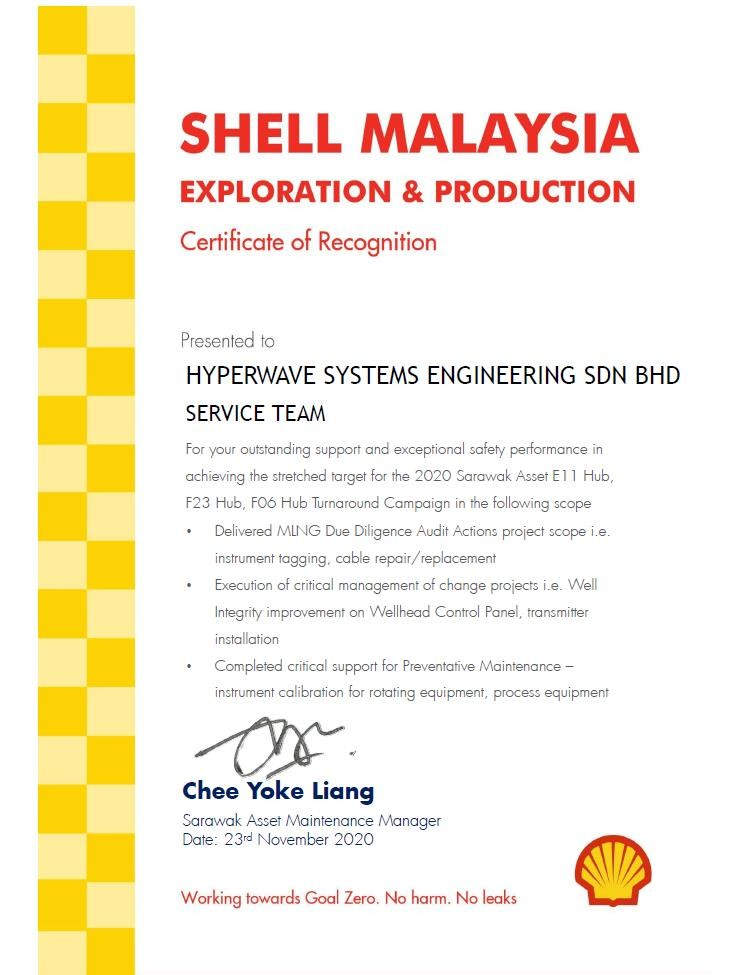 SHELL MALAYSIA
EXPLORATION & PRODUCTION
Certificate of Recognition
Presented to
HYPERWAVE SYSTEMS ENGINEERING SDN BHD
SERVICE TEAM
For your outstanding support and exceptional safety performance in
achieving the stretched target for the 2020 Sarawak Asset E11 Hub,
F23 Hub, F06 Hub Turnaround Campaign in the following scope
• Delivered MLNG Due Diligence Audit Actions project scope i.e.
instrument tagging, cable repair/replacement
• Execution of critical management of change projects i.e. Well
Integrity improvement on Wellhead Control Panel, transmitter
installation
• Completed critical support for Preventative Maintenance –
instrument calibration for rotating equipment, process equipment
Chee Yoke Liang
Sarawak Asset Maintenance Manager
Date: 23rd November 2020
Working towards Goal Zero. No harm. No leaks